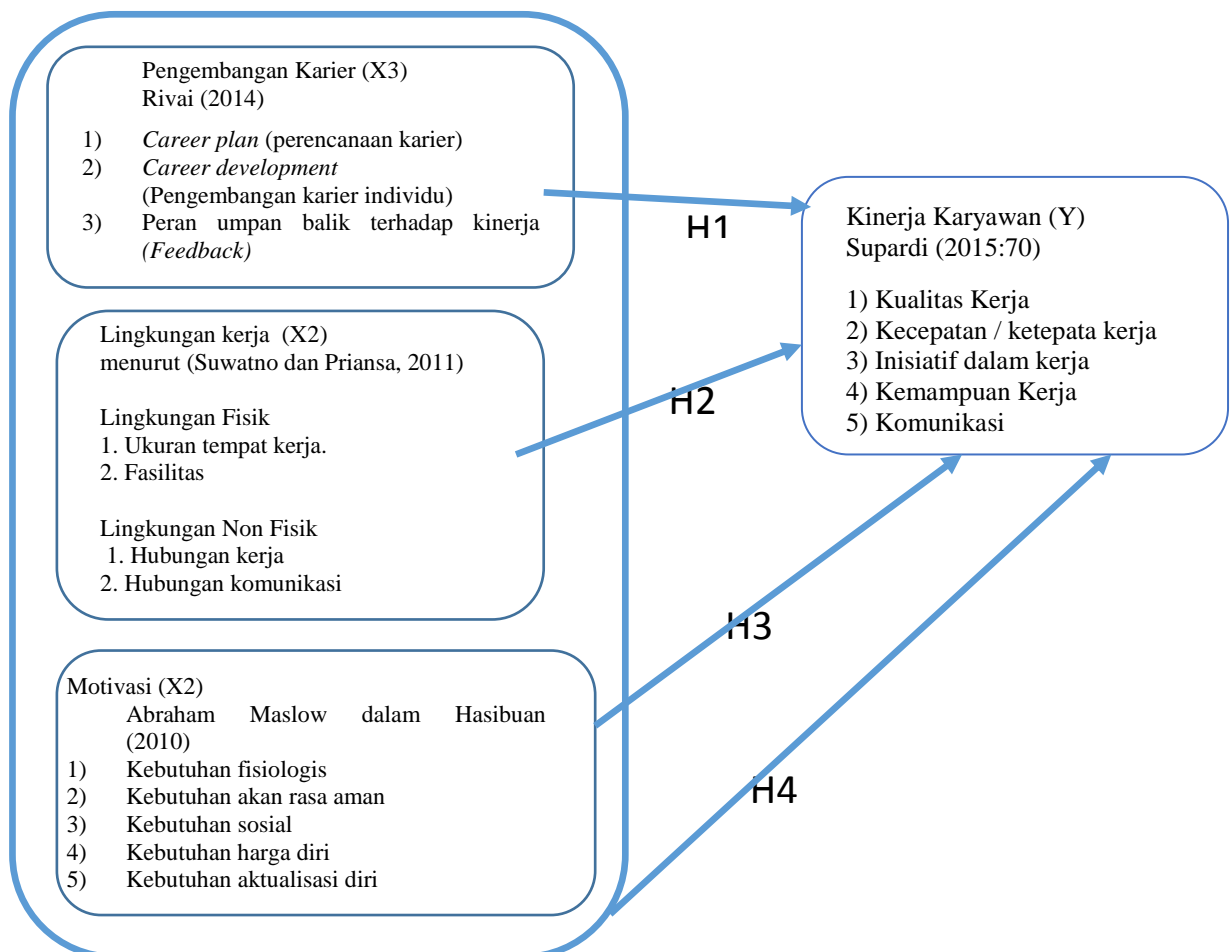 Pengembangan Karier (X3)
Rivai (2014)
1) Career plan (perencanaan karier)
2) Career development
(Pengembangan karier individu)
3) Peran umpan balik terhadap kinerja
(Feedback)
H1
Kinerja Karyawan (Y)
Supardi (2015:70)
1) Kualitas Kerja
2) Kecepatan / ketepata kerja
3) Inisiatif dalam kerja
4) Kemampuan Kerja
5) Komunikasi
Lingkungan kerja (X2)
menurut (Suwatno dan Priansa, 2011)
Lingkungan Fisik
1. Ukuran tempat kerja.
2. Fasilitas
Lingkungan Non Fisik
1. Hubungan kerja
2. Hubungan komunikasi
H2
H3
Motivasi (X2)
Abraham Maslow dalam Hasibuan
(2010)
1) Kebutuhan fisiologis
2) Kebutuhan akan rasa aman
3) Kebutuhan sosial
4) Kebutuhan harga diri
5) Kebutuhan aktualisasi diri
H4